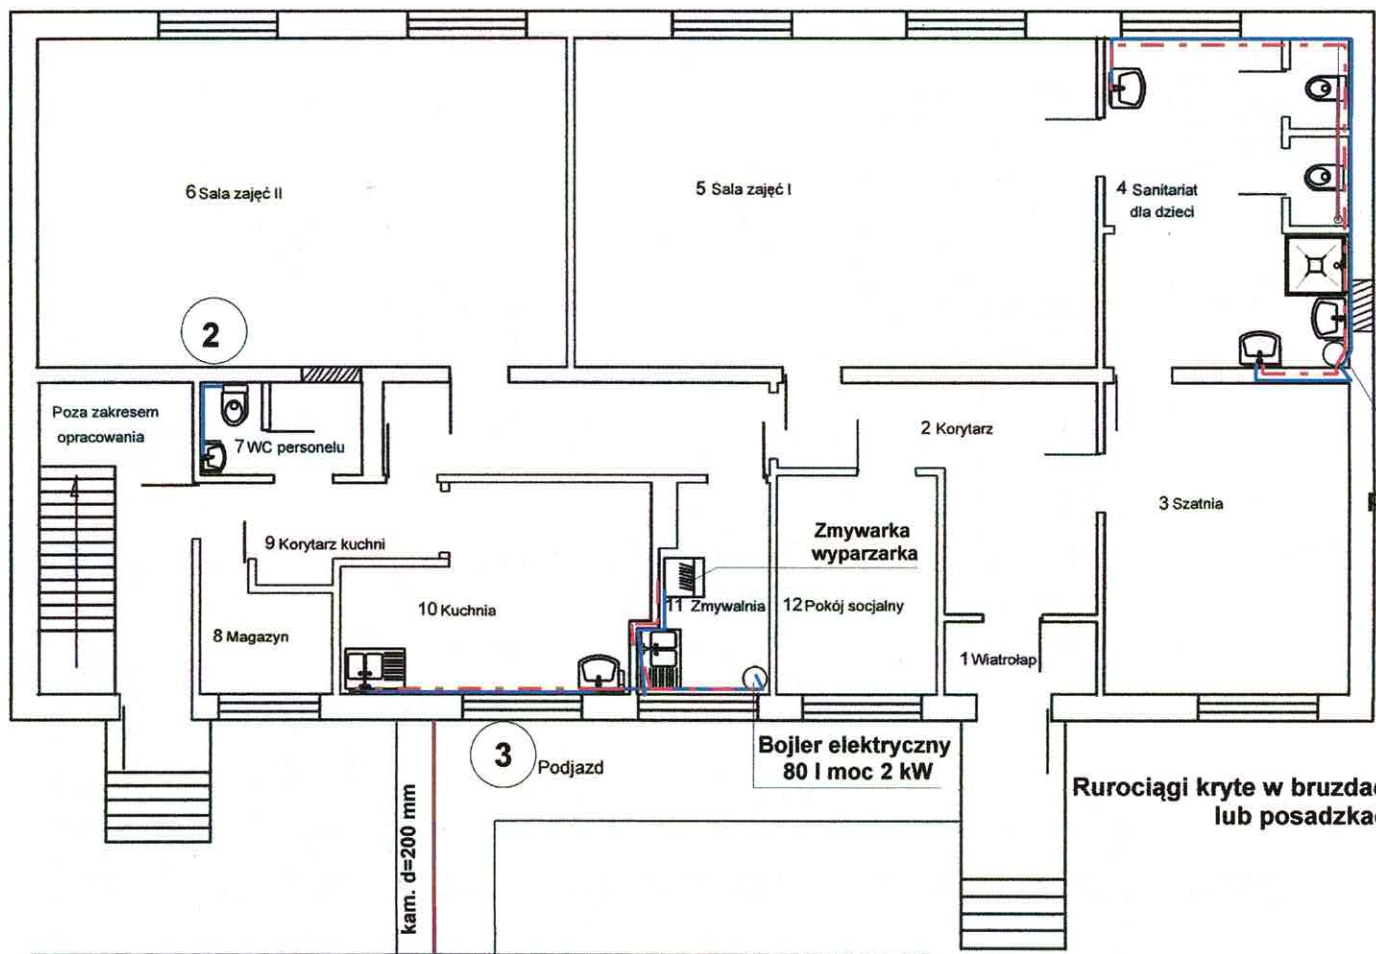 6 Sala zajęć II
5 Sala zajęć I
4 Sanitariat
dla dzieci
2
Poza zakresem
opracowania
7 WC personelu
2 Korytarz
3 Szatnia
9 Korytarz kuchni
Zmywarka
wyparzarka
10 Kuchnia
11 Zmywalnia
12 Pokój socjalny
8 Magazyn
1 Wiatrołap
3
Podjazd
Bojler elektryczny
80 l moc 2 kW
Rurociągi kryte w bruzda
lub posadzka
kam. d=200 mm